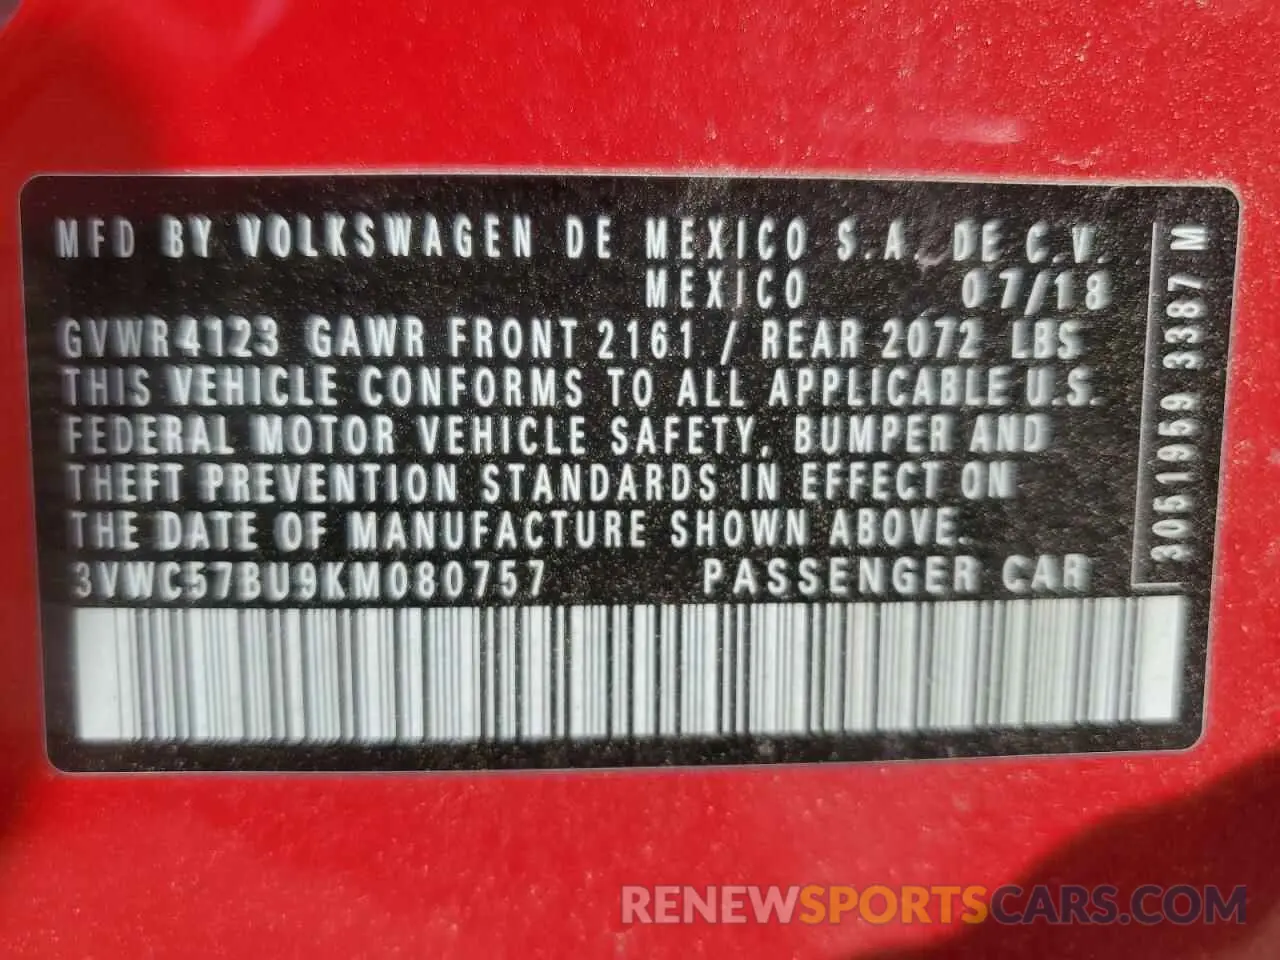 MFD BY VOLKSWAGEN DE MEXICO S.A. DE C.V.
MEXICO 07/18
GVWR 4123 GAWR FRONT 2161 / REAR 2072 LBS
THIS VEHICLE CONFORMS TO ALL APPLICABLE U.S.
FEDERAL MOTOR VEHICLE SAFETY, BUMPER AND
THEFT PREVENTION STANDARDS IN EFFECT ON
THE DATE OF MANUFACTURE SHOWN ABOVE.
3VWC57BU9KM080757 PASSENGER CAR
3061959 3387 M
RENEWSPORTSCARS.COM